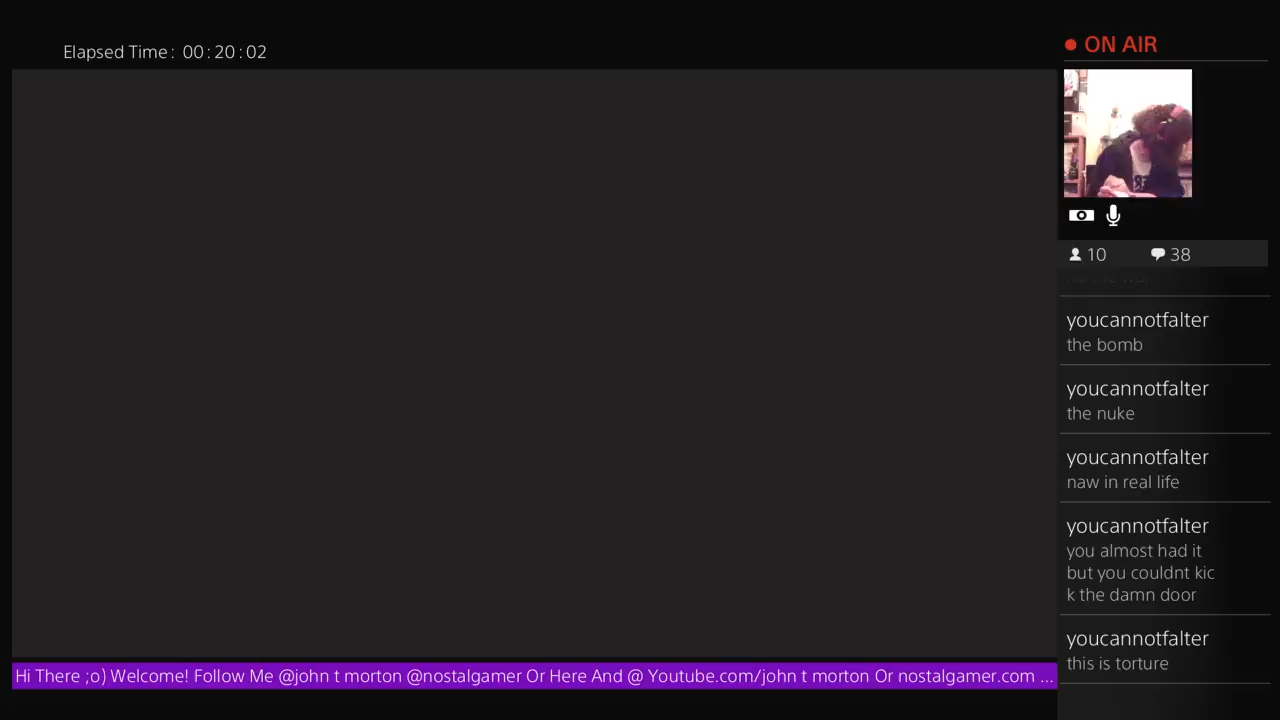 Elapsed Time: 00:20:02
ON AIR
10 38
youcannotfalter
the bomb
youcannotfalter
the nuke
youcannotfalter
naw in real life
youcannotfalter
you almost had it
but you couldnt kic
k the damn door
youcannotfalter
this is torture
Hi There ;o) Welcome! Follow Me @john t morton @nostalgamer Or Here And @ Youtube.com/john t morton Or nostalgamer.com ...